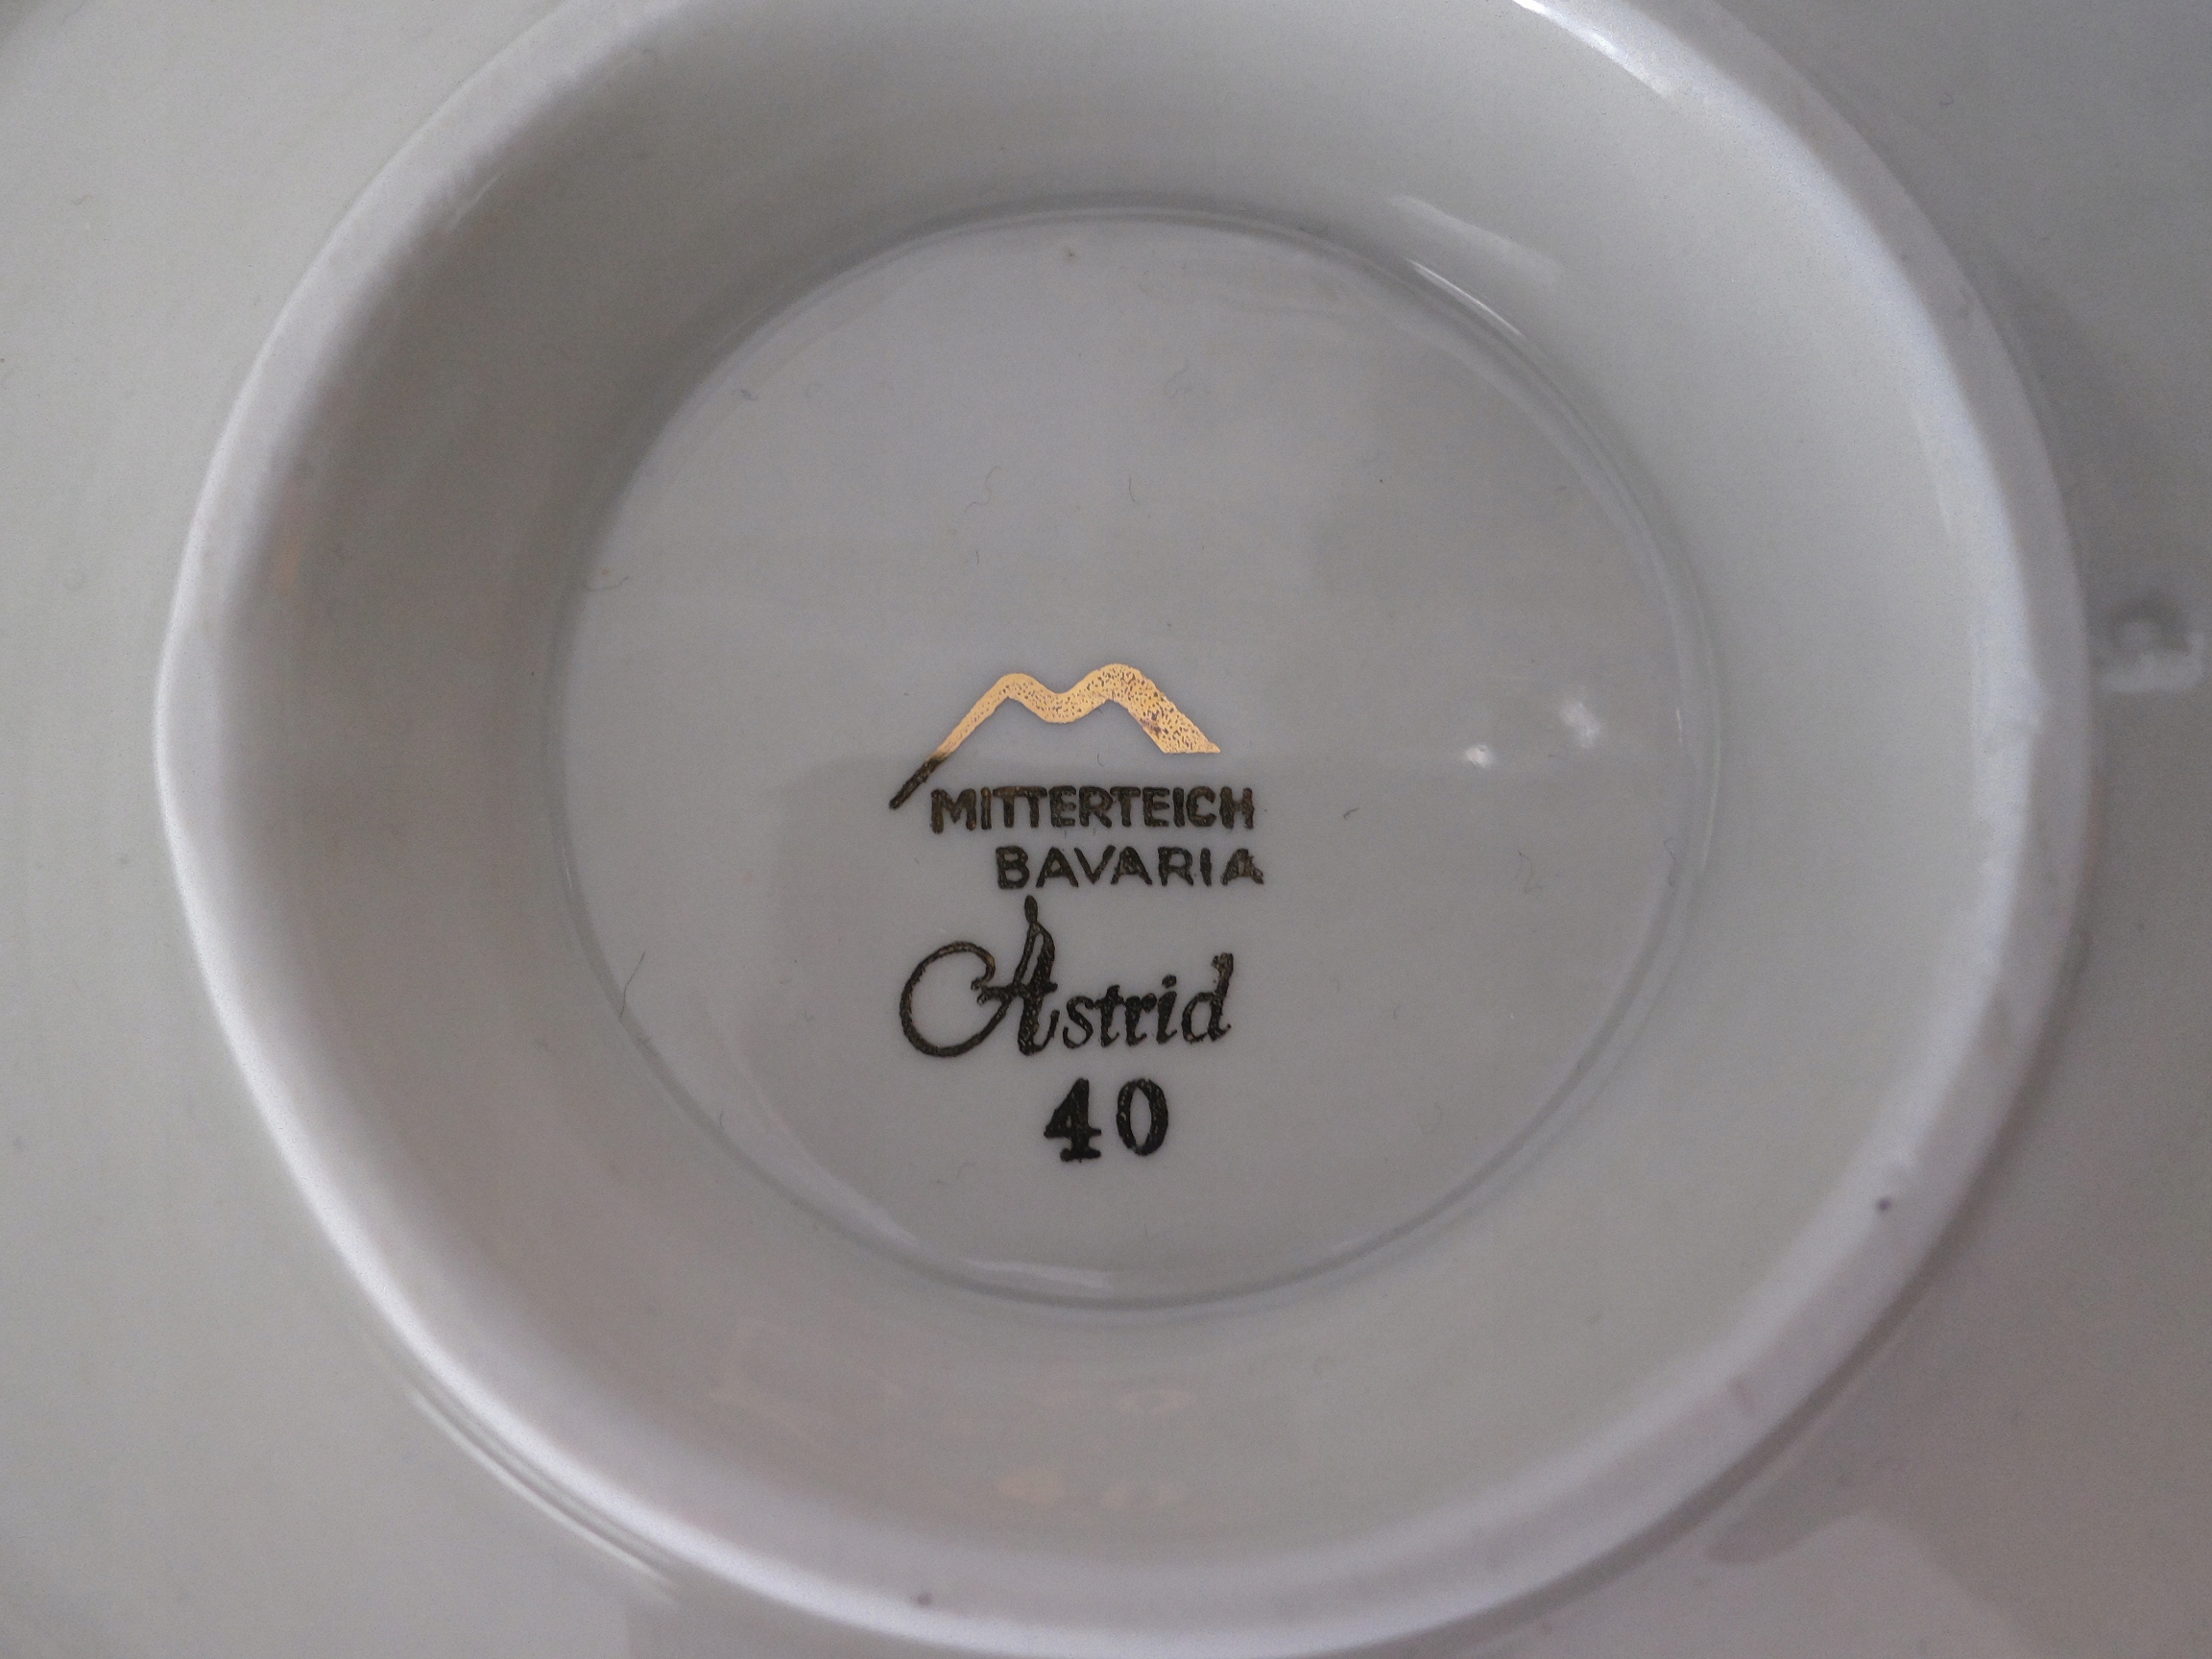 MITTERTEICH
BAVARIA
Astrid
40